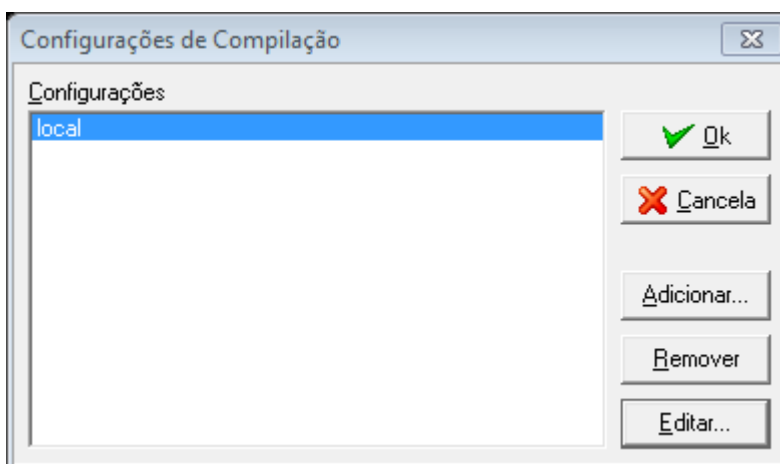 Configurações de Compilação
Configurações
local
Ok
Cancela
Adicionar...
Remover
Editar...